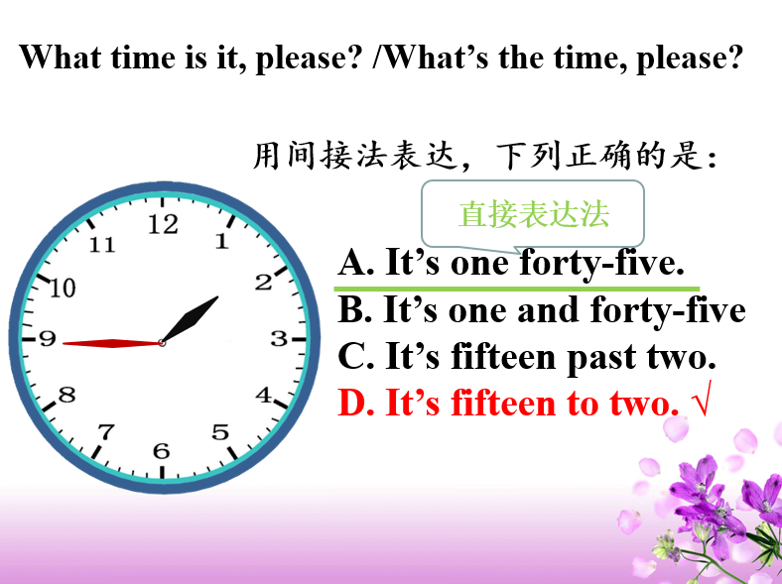 What time is it, please? /What's the time, please?
用间接法表达，下列正确的是：
直接表达法
A. It's one forty-five.
B. It's one and forty-five
C. It's fifteen past two.
D. It's fifteen to two. √
12
1
2
3
4
5
6
7
8
9
10
11